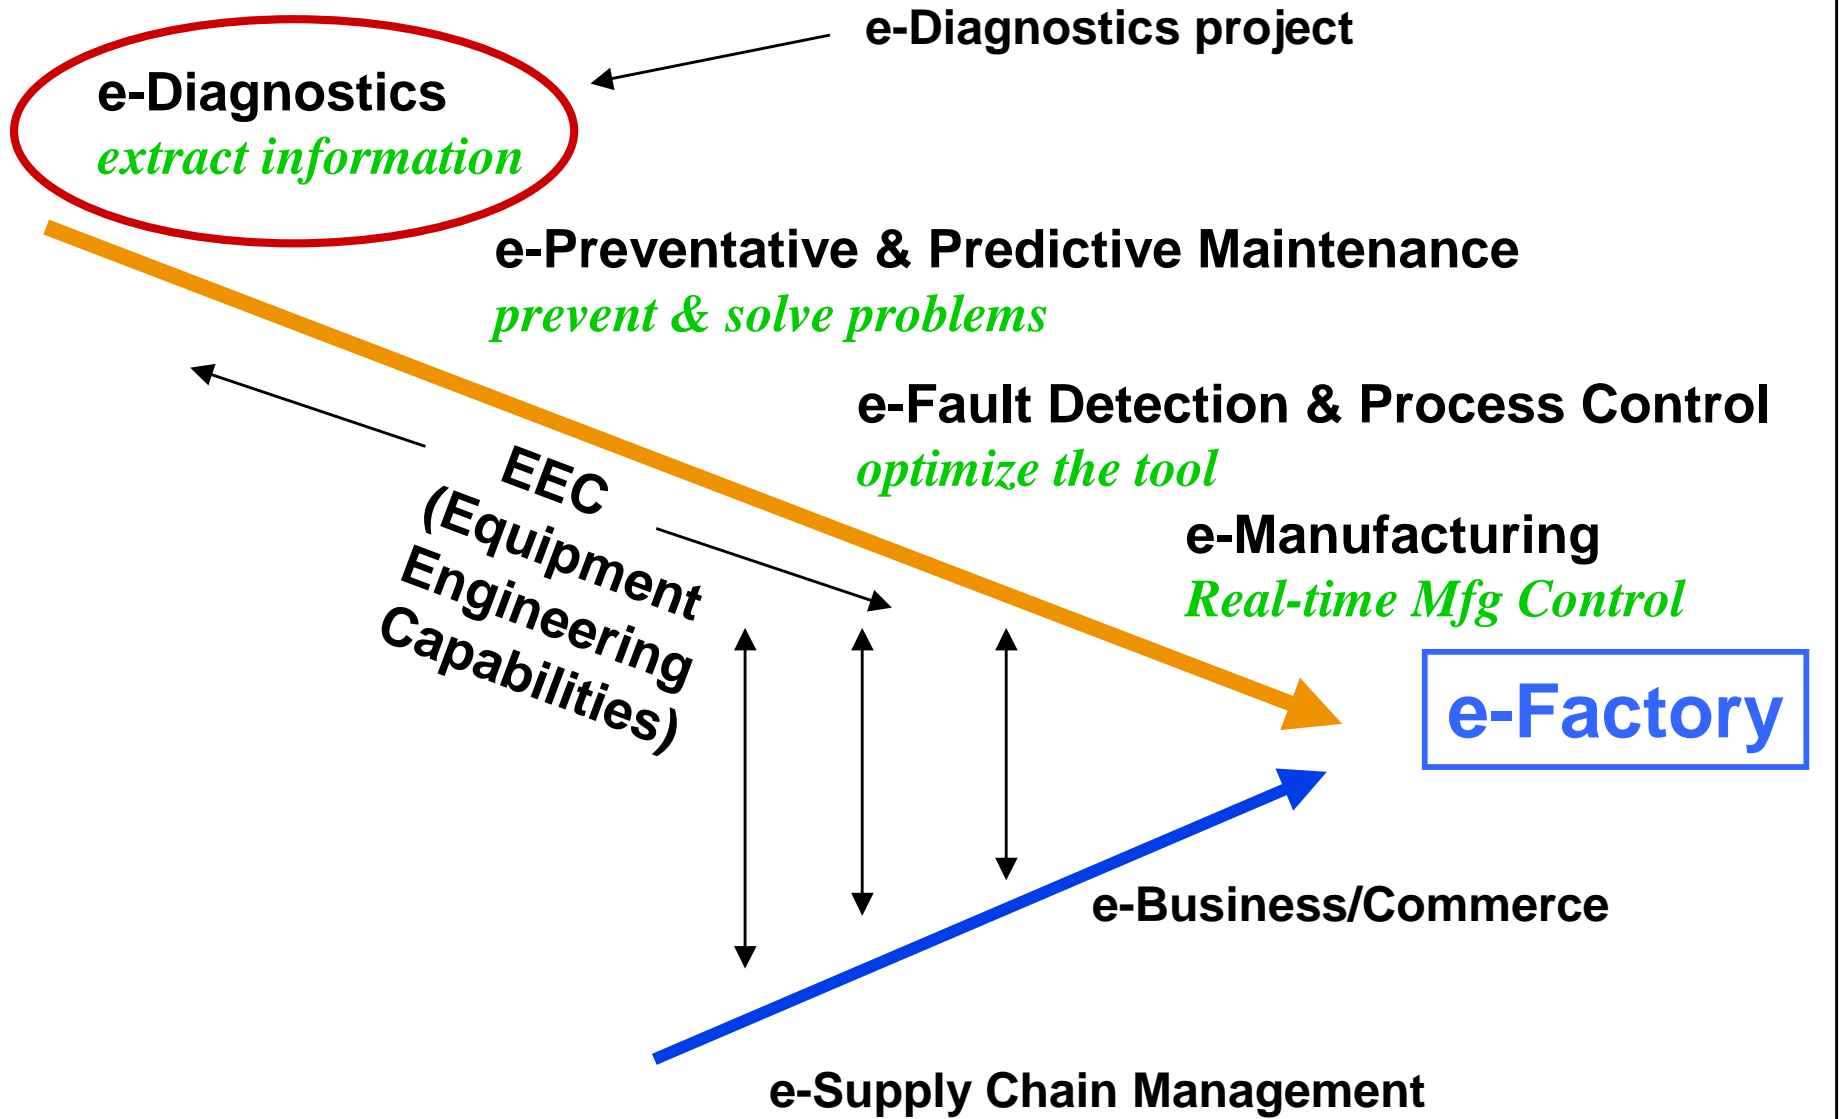 e-Diagnostics project
e-Diagnostics
extract information
e-Preventative & Predictive Maintenance
prevent & solve problems
e-Fault Detection & Process Control
optimize the tool
EEC
(Equipment
Engineering
Capabilities)
e-Manufacturing
Real-time Mfg Control
e-Factory
e-Business/Commerce
e-Supply Chain Management